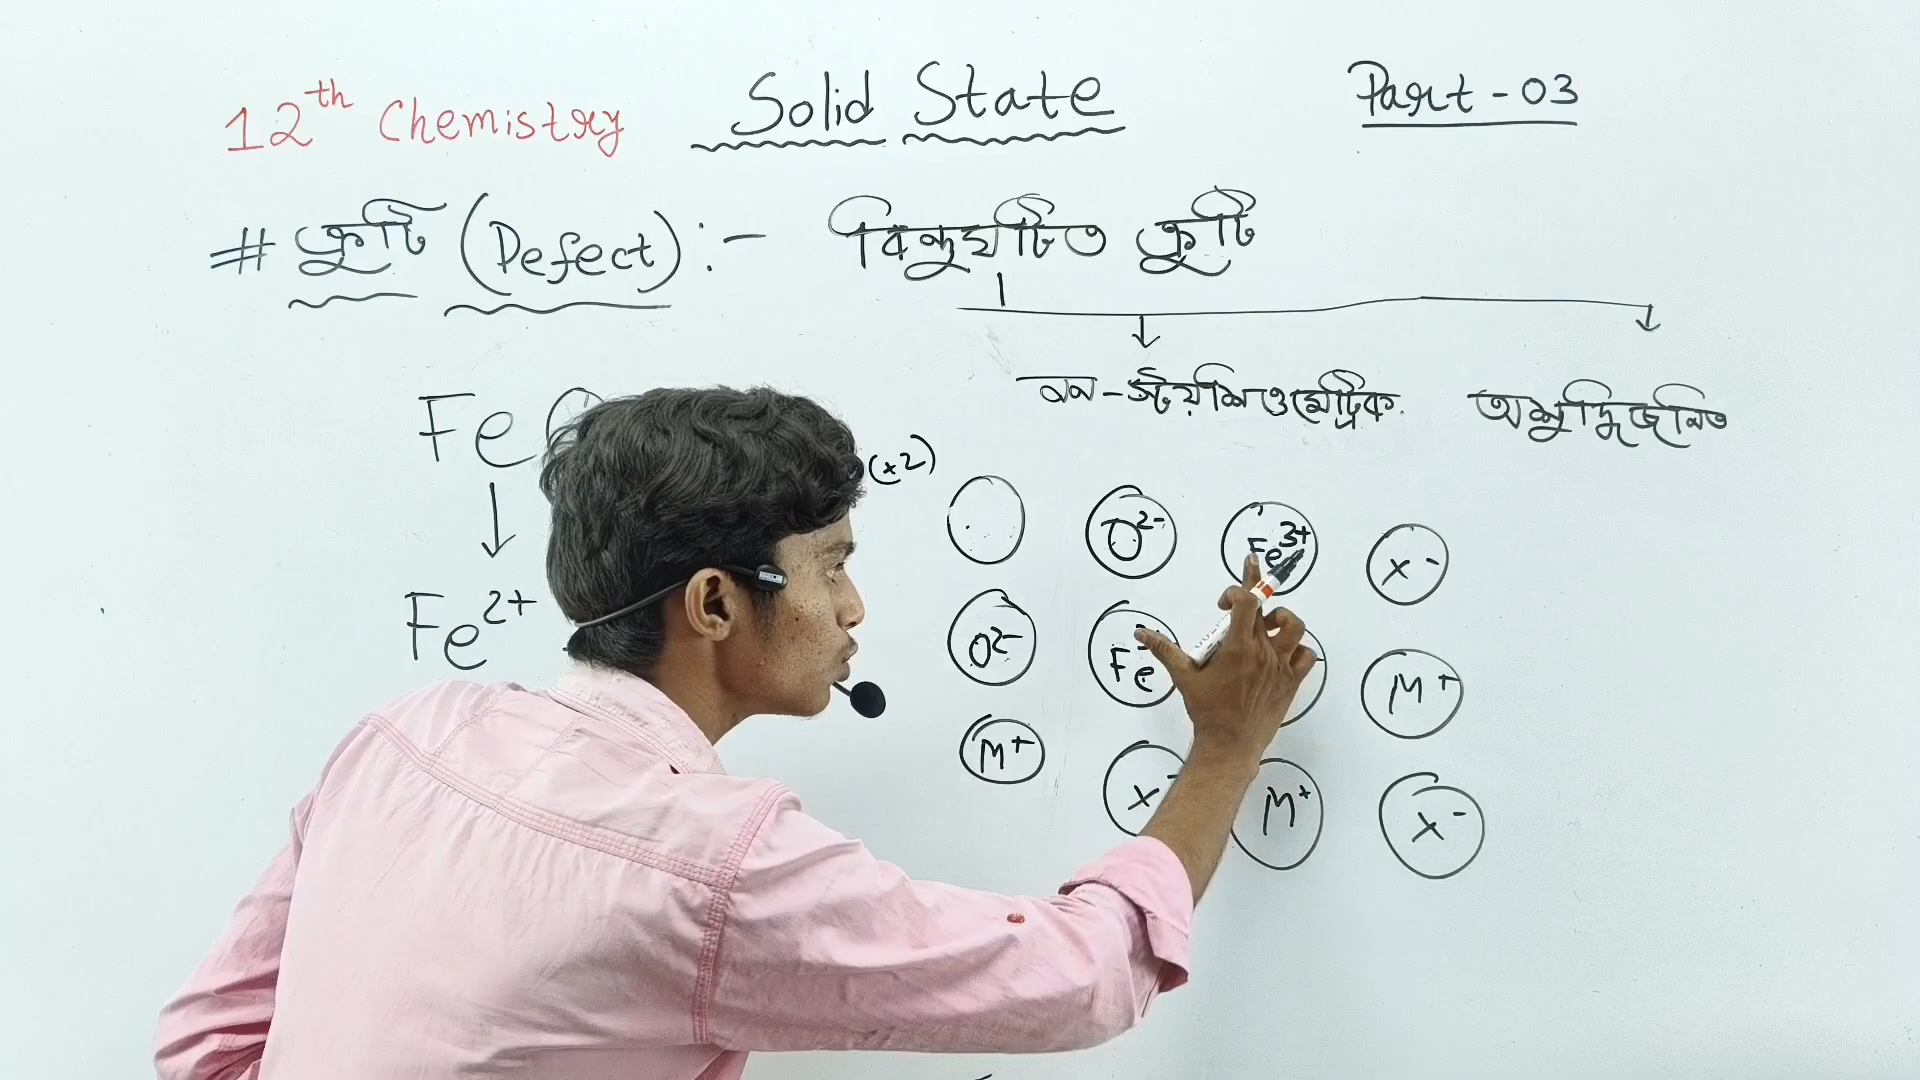 12th Chemistry Solid State Part-03
# ত্রুটি (Defect) :- বিন্দুঘটিত ত্রুটি
নন-স্টয়শিওমেট্রিক অশুদ্ধিজনিত
Fe
(x2)
O2- Fe3+ X-
Fe2+ O2- Fe M+
M+ X- M+ X-